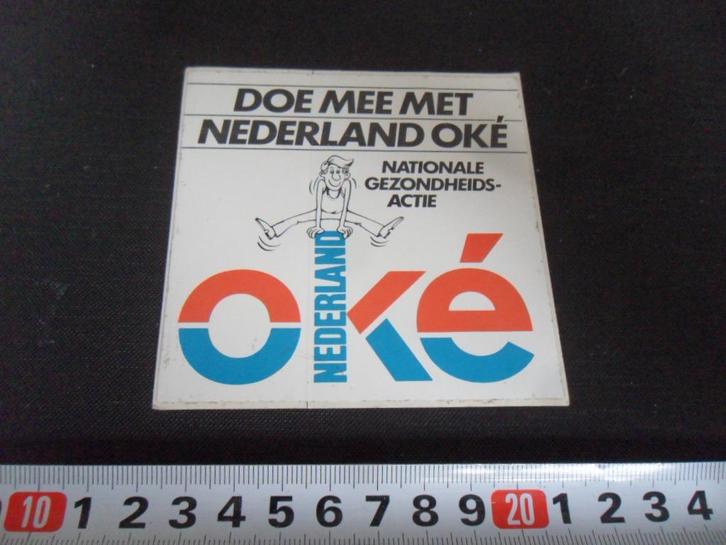 DOE MEE MET
NEDERLAND OKÉ
NATIONALE
GEZONDHEIDS-
ACTIE
NEDERLAND
oké
10 1 2 3 4 5 6 7 8 9 20 1 2 3 4